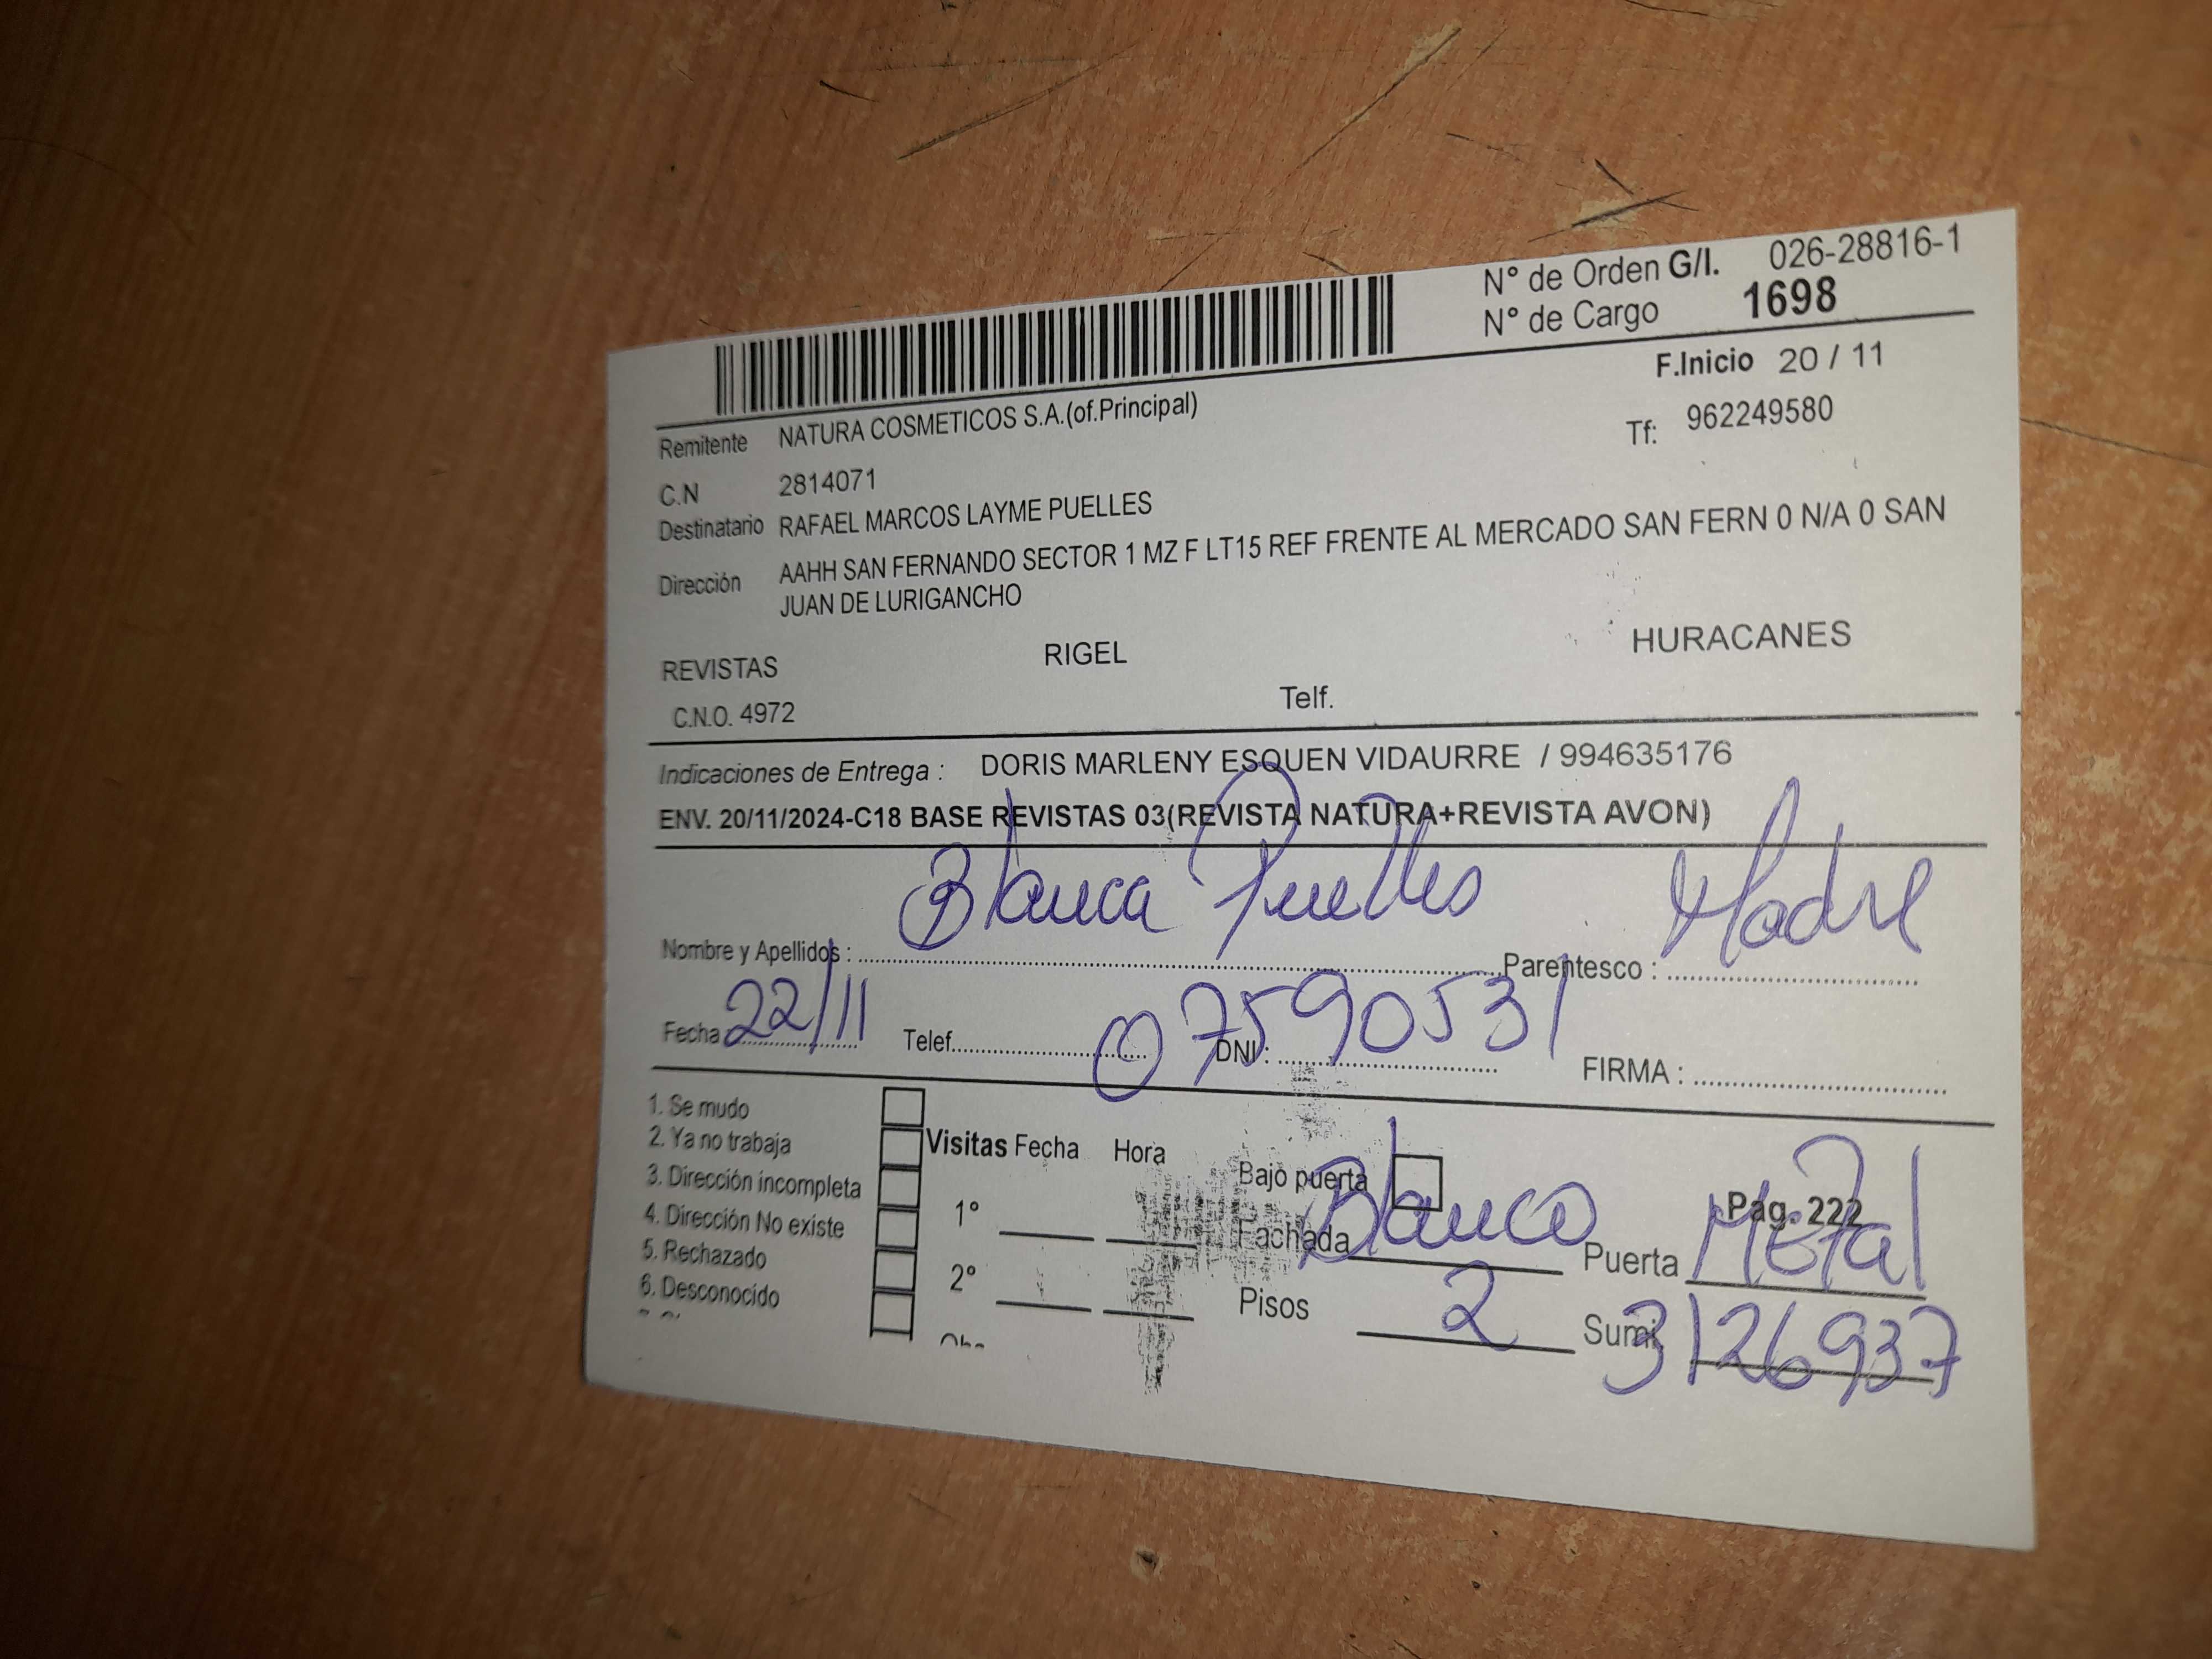 N° de Orden G/I. 026-28816-1
N° de Cargo 1698
F.Inicio 20 / 11
Remitente NATURA COSMETICOS S.A.(of.Principal)
Tf: 962249580
C.N 2814071
Destinatario RAFAEL MARCOS LAYME PUELLES
Dirección AAHH SAN FERNANDO SECTOR 1 MZ F LT15 REF FRENTE AL MERCADO SAN FERN 0 N/A 0 SAN
JUAN DE LURIGANCHO
REVISTAS RIGEL HURACANES
C.N.O. 4972 Telf.
Indicaciones de Entrega : DORIS MARLENY ESQUEN VIDAURRE / 994635176
ENV. 20/11/2024-C18 BASE REVISTAS 03(REVISTA NATURA+REVISTA AVON)
Nombre y Apellidos : Blanca Puelles Parentesco : Madre
Fecha 22/11 Telef. DNI : 07590531 FIRMA :
1. Se mudo
2. Ya no trabaja
3. Dirección incompleta
4. Dirección No existe
5. Rechazado
6. Desconocido
Visitas Fecha Hora
1°
2°
Bajo puerta
Pag. 222
Fachada Blanco Puerta Metal
Pisos 2 Sumi 3126937